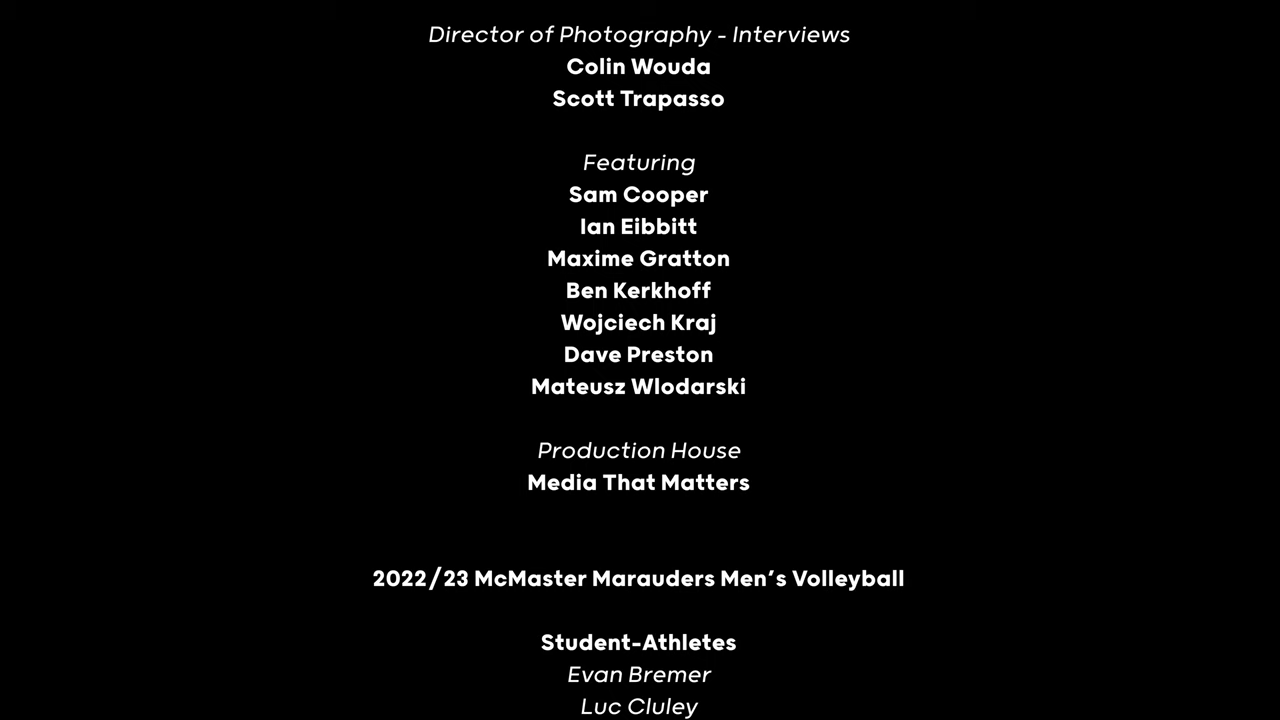 Director of Photography - Interviews
Colin Wouda
Scott Trapasso
Featuring
Sam Cooper
Ian Eibbitt
Maxime Gratton
Ben Kerkhoff
Wojciech Kraj
Dave Preston
Mateusz Wlodarski
Production House
Media That Matters
2022/23 McMaster Marauders Men's Volleyball
Student-Athletes
Evan Bremer
Luc Cluley